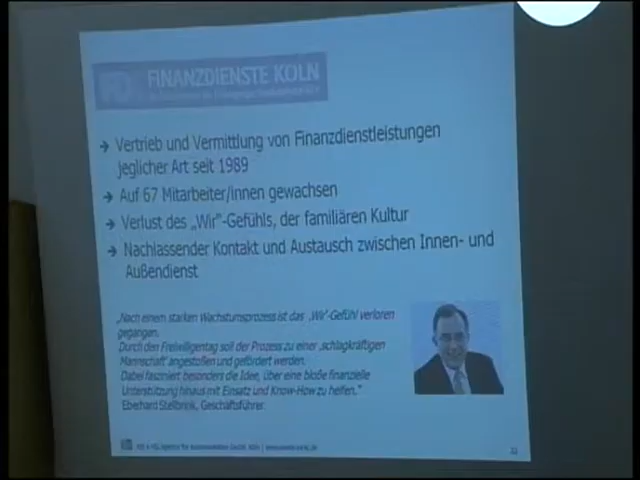 FINANZDIENSTE KÖLN
→ Vertrieb und Vermittlung von Finanzdienstleistungen
jeglicher Art seit 1989
→ Auf 67 Mitarbeiter/innen gewachsen
→ Verlust des „Wir"-Gefühls, der familiären Kultur
→ Nachlassender Kontakt und Austausch zwischen Innen- und
Außendienst
„Nach einem starken Wachstumsprozess ist das „Wir"-Gefühl verloren
gegangen.
Durch den Freiwilligentag soll der Prozess zu einer ‚schlagkräftigen
Mannschaft' angestoßen und gefördert werden.
Dabei fasziniert besonders die Idee, über eine bloße finanzielle
Unterstützung hinaus mit Einsatz und Know-How zu helfen."
Eberhard Stelbrink, Geschäftsführer